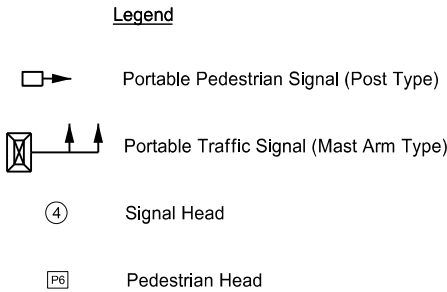 Legend
Portable Pedestrian Signal (Post Type)
Portable Traffic Signal (Mast Arm Type)
4 Signal Head
P6 Pedestrian Head